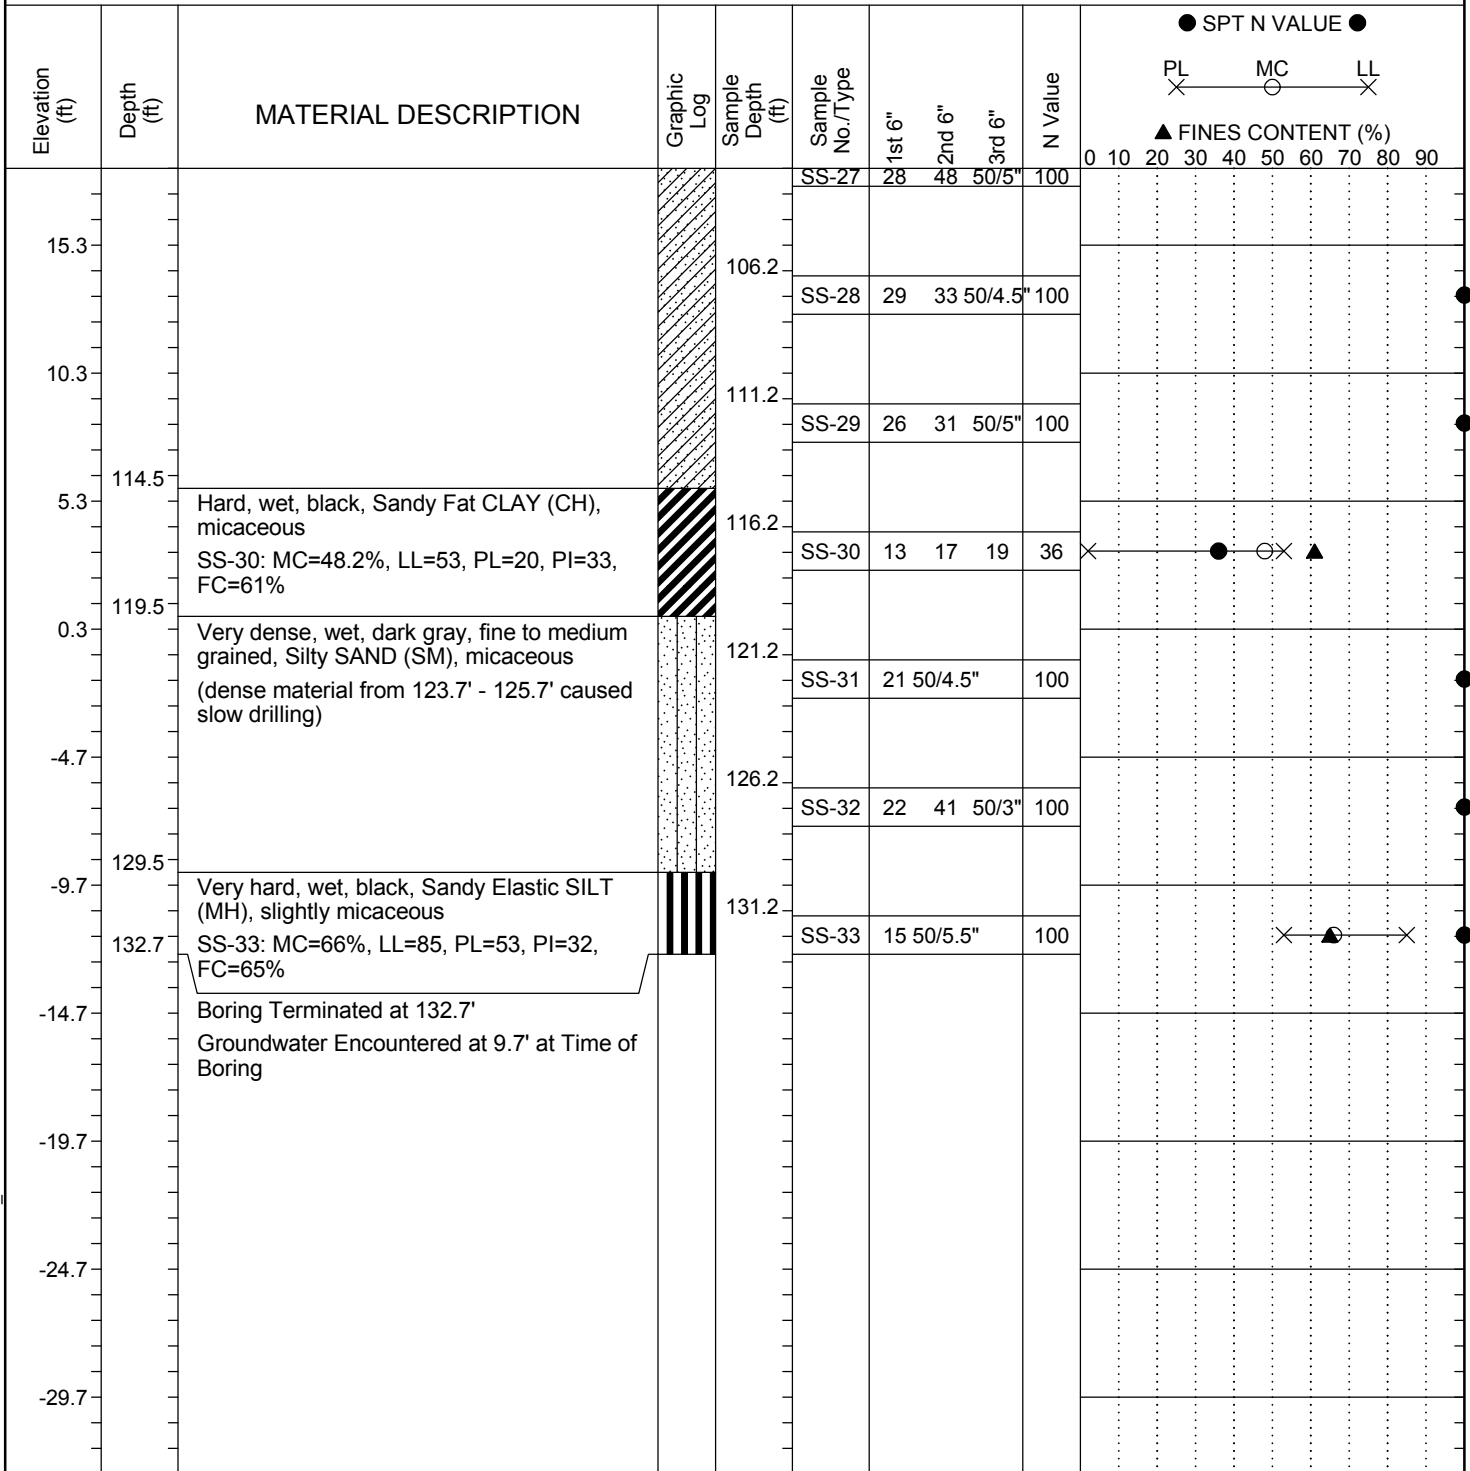 ● SPT N VALUE ●
PL MC LL
▲ FINES CONTENT (%)
0 10 20 30 40 50 60 70 80 90
Elevation
(ft)
Depth
(ft)
MATERIAL DESCRIPTION
Graphic
Log
Sample
Depth
(ft)
Sample
No./Type
1st 6"
2nd 6"
3rd 6"
N Value
SS-27 28 48 50/5" 100
15.3
106.2
SS-28 29 33 50/4.5" 100
10.3
111.2
SS-29 26 31 50/5" 100
114.5
5.3
Hard, wet, black, Sandy Fat CLAY (CH),
micaceous
116.2
SS-30: MC=48.2%, LL=53, PL=20, PI=33,
FC=61%
SS-30 13 17 19 36
119.5
0.3
Very dense, wet, dark gray, fine to medium
grained, Silty SAND (SM), micaceous
121.2
(dense material from 123.7' - 125.7' caused
slow drilling)
SS-31 21 50/4.5" 100
-4.7
126.2
SS-32 22 41 50/3" 100
129.5
-9.7
Very hard, wet, black, Sandy Elastic SILT
(MH), slightly micaceous
131.2
132.7
SS-33: MC=66%, LL=85, PL=53, PI=32,
FC=65%
SS-33 15 50/5.5" 100
-14.7
Boring Terminated at 132.7'
Groundwater Encountered at 9.7' at Time of
Boring
-19.7
-24.7
-29.7